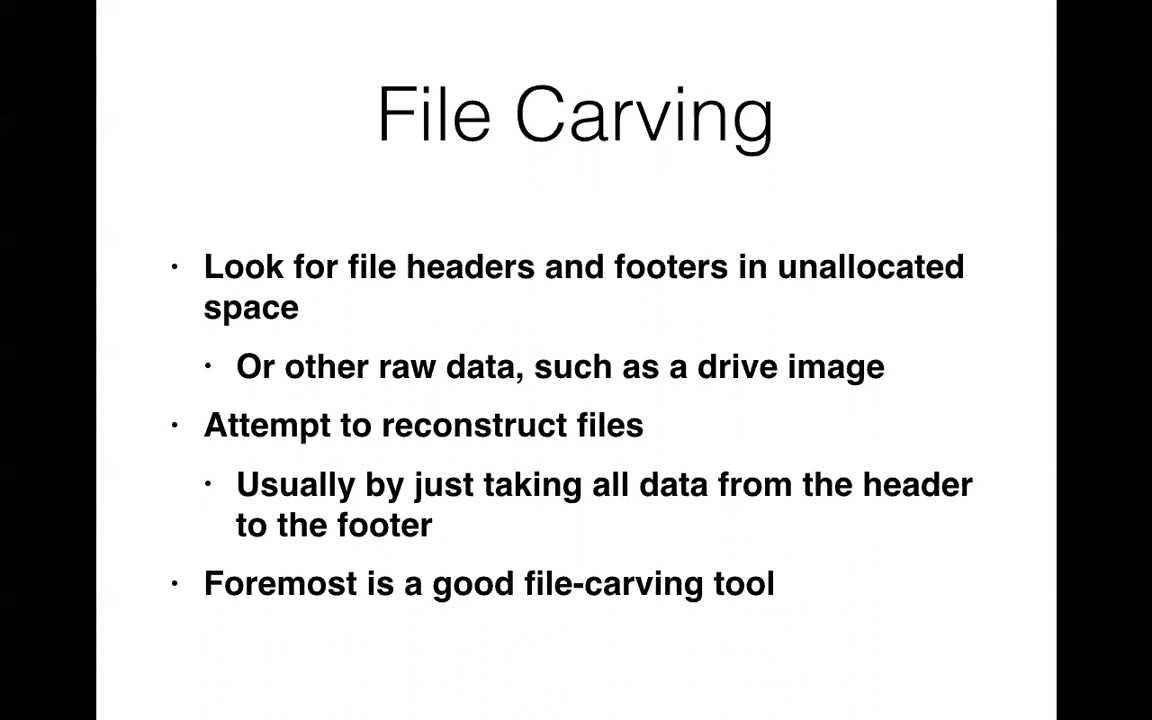 File Carving
• Look for file headers and footers in unallocated
space
• Or other raw data, such as a drive image
• Attempt to reconstruct files
• Usually by just taking all data from the header
to the footer
• Foremost is a good file-carving tool